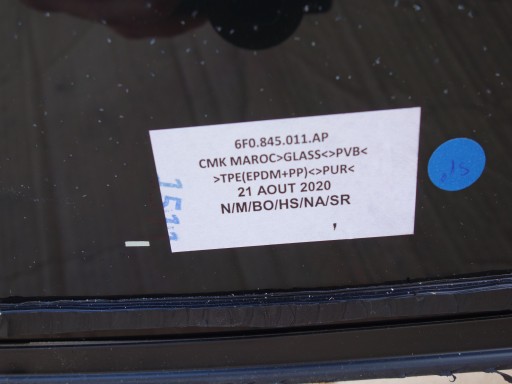 6F0.845.011.AP
CMK MAROC>GLASS<>PVB<
>TPE(EPDM+PP)<>PUR<
21 AOUT 2020
N/M/BO/HS/NA/SR